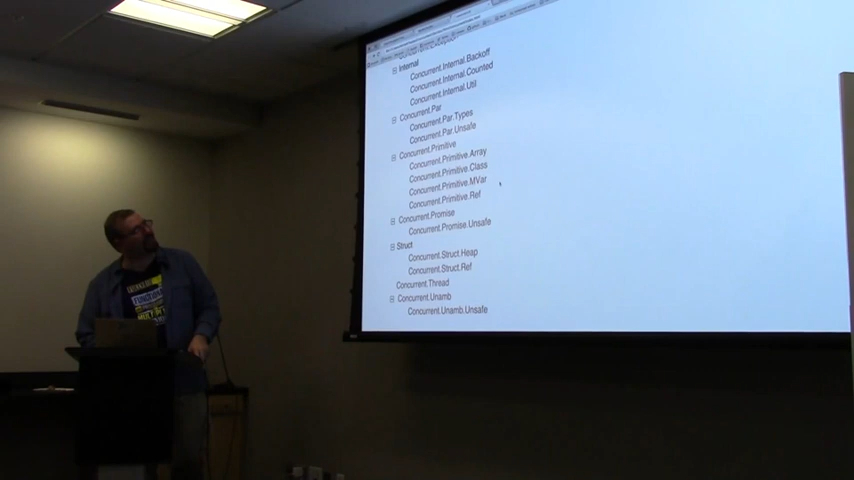 Internal
Concurrent.Internal.Backoff
Concurrent.Internal.Counted
Concurrent.Internal.Util
Concurrent.Par
Concurrent.Par.Types
Concurrent.Par.Unsafe
Concurrent.Primitive
Concurrent.Primitive.Array
Concurrent.Primitive.Class
Concurrent.Primitive.MVar
Concurrent.Primitive.Ref
Concurrent.Promise
Concurrent.Promise.Unsafe
Struct
Concurrent.Struct.Heap
Concurrent.Struct.Ref
Concurrent.Thread
Concurrent.Unamb
Concurrent.Unamb.Unsafe